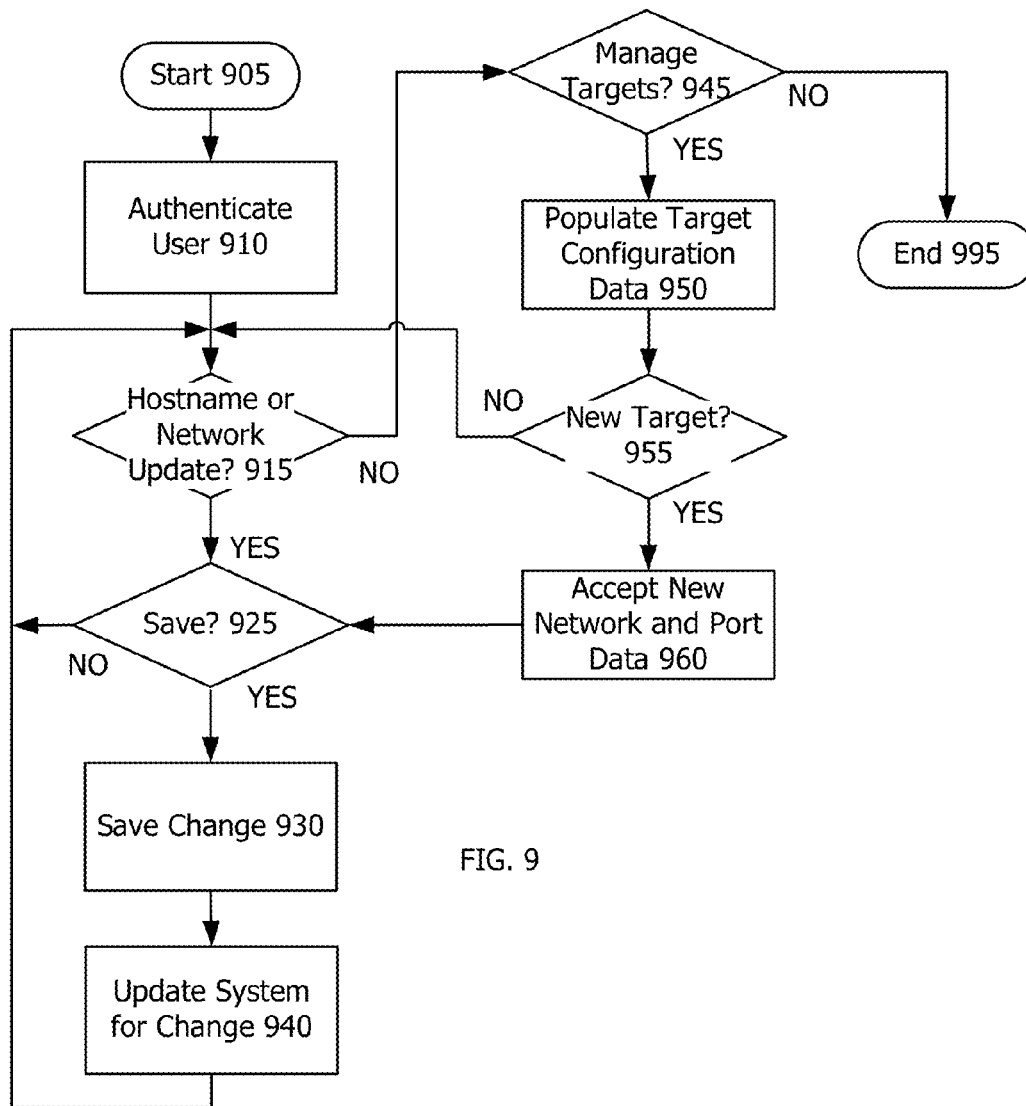 Start 905
Authenticate
User 910
Hostname or
Network
Update? 915
NO
YES
Save? 925
NO
YES
Save Change 930
Update System
for Change 940
Manage
Targets? 945
NO
YES
Populate Target
Configuration
Data 950
End 995
NO
New Target?
955
YES
Accept New
Network and Port
Data 960
FIG. 9